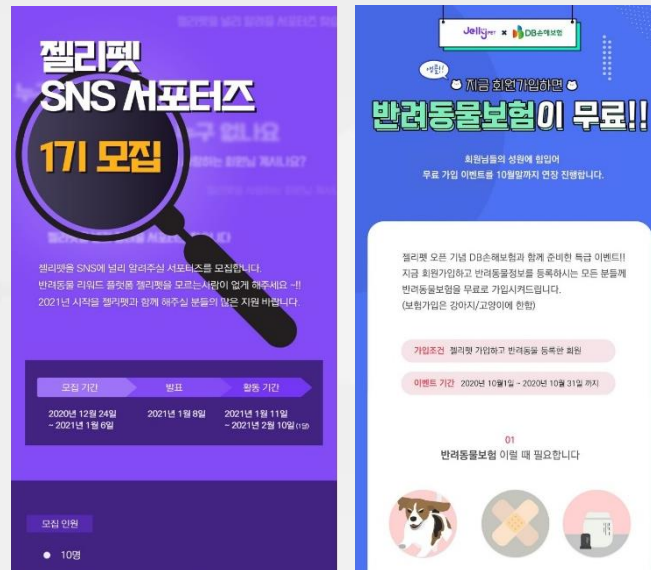 젤리펫
SNS 서포터즈
1기 모집
젤리펫을 SNS에 널리 알려주실 서포터즈를 모집합니다.
반려동물 리워드 플랫폼 젤리펫을 모르는사람이 없게 해주세요 ~!!
2021년 시작을 젤리펫과 함께 해주실 분들의 많은 지원 바랍니다.
모집 기간
발표
활동 기간
2020년 12월 24일
~ 2021년 1월 6일
2021년 1월 8일
2021년 1월 11일
~ 2021년 2월 10일(1달)
모집 인원
10명
Jellypet × DB손해보험
앵콜!!
지금 회원가입하면
반려동물보험이 무료!!
회원님들의 성원에 힘입어
무료 가입 이벤트를 10월말까지 연장 진행합니다.
젤리펫 오픈 기념 DB손해보험과 함께 준비한 특급 이벤트!!
지금 회원가입하고 반려동물정보를 등록하시는 모든 분들께
반려동물보험을 무료로 가입시켜드립니다.
(보험가입은 강아지/고양이에 한함)
가입조건 젤리펫 가입하고 반려동물 등록한 회원
이벤트 기간 2020년 10월1일 ~ 2020년 10월 31일 까지
01
반려동물보험 이럴 때 필요합니다